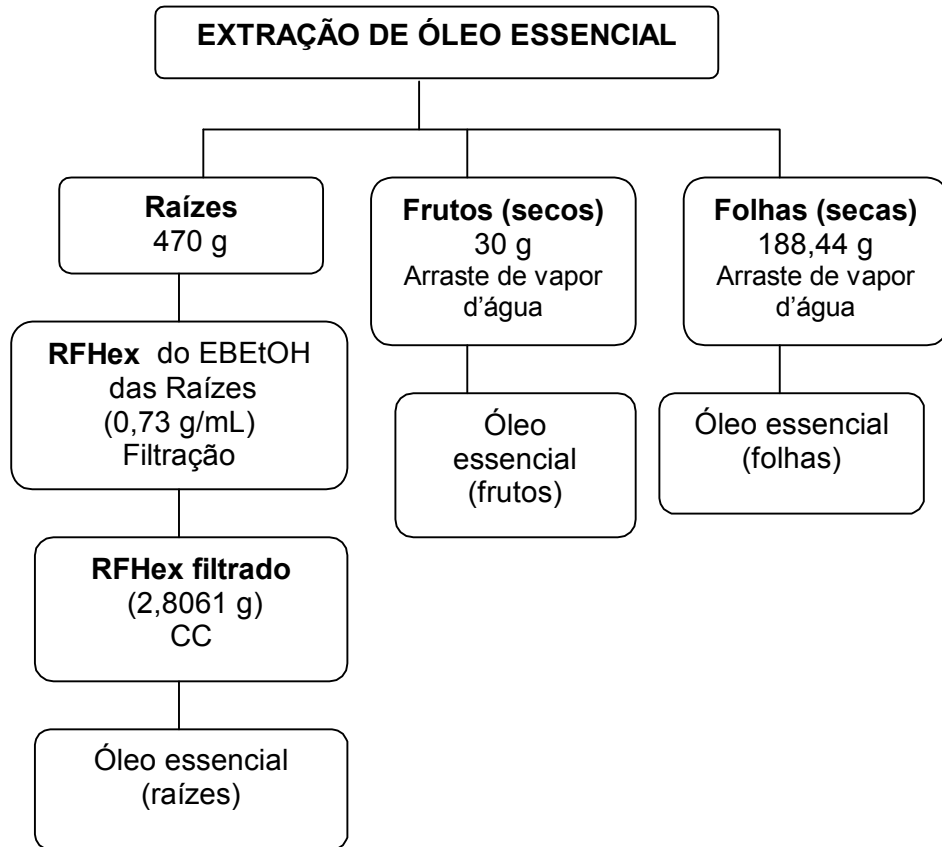 EXTRAÇÃO DE ÓLEO ESSENCIAL
Raízes
470 g
RFHex do EBEtOH
das Raízes
(0,73 g/mL)
Filtração
RFHex filtrado
(2,8061 g)
CC
Óleo essencial
(raízes)
Frutos (secos)
30 g
Arraste de vapor
d’água
Óleo
essencial
(frutos)
Folhas (secas)
188,44 g
Arraste de vapor
d’água
Óleo essencial
(folhas)